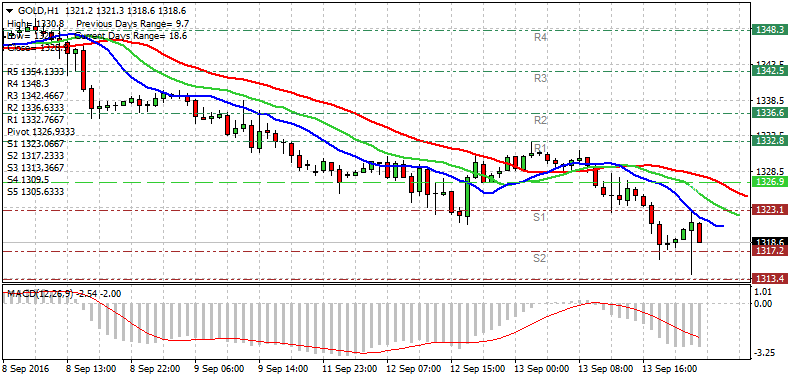 GOLD,H1 1321.2 1321.3 1318.6 1318.6
High= 1330.8 Previous Days Range= 9.7
Current Days Range= 18.6
R5 1354.1333
R4 1348.3
R3 1342.4667
R2 1336.6333
R1 1332.7667
Pivot 1326.9333
S1 1323.0667
S2 1317.2333
S3 1313.3667
S4 1309.5
S5 1305.6333
R4
R3
R2
R1
S1
S2
1348.3
1342.5
1338.5
1336.6
1332.8
1328.5
1326.9
1323.1
1318.6
1317.2
1313.4
MACD(12,26,9) -2.54 -2.00
1.01
0.00
-3.25
8 Sep 2016
8 Sep 13:00
8 Sep 22:00
9 Sep 06:00
9 Sep 14:00
11 Sep 23:00
12 Sep 07:00
12 Sep 15:00
13 Sep 00:00
13 Sep 08:00
13 Sep 16:00